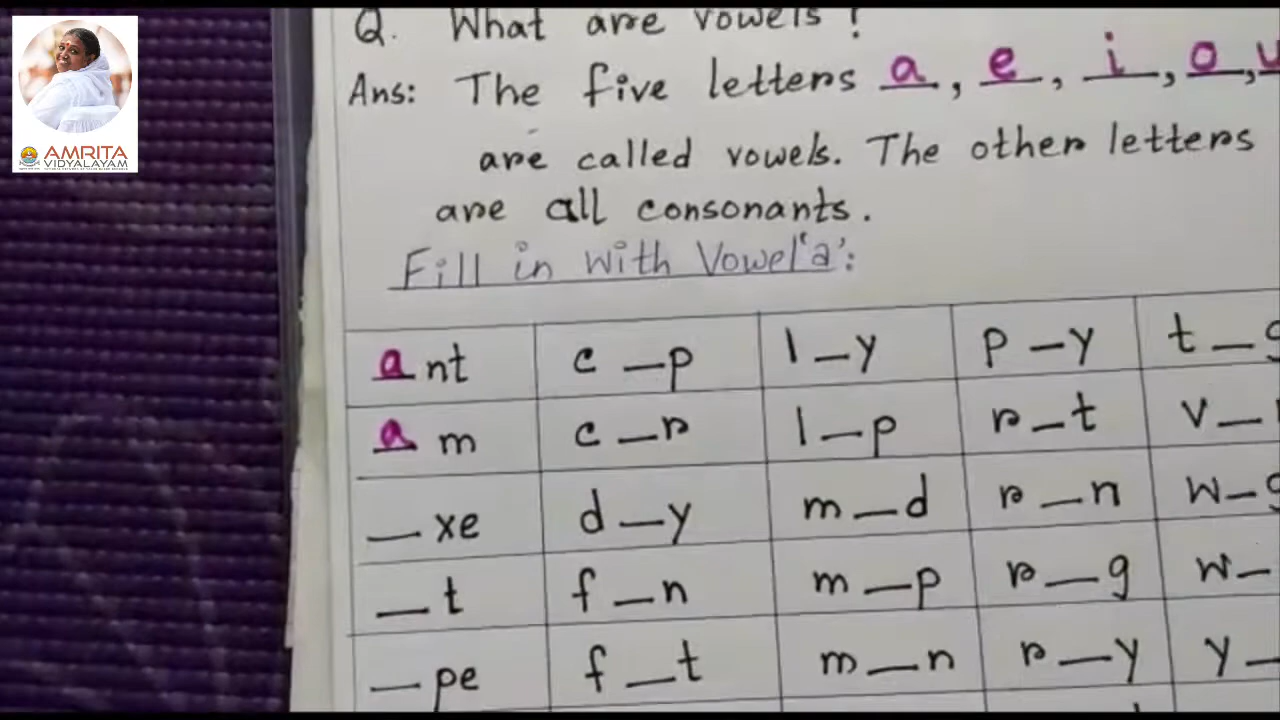 AMRITA
VIDYALAYAM
Q. What are vowels?
Ans: The five letters a, e, i, o, u
are called vowels. The other letters
are all consonants.
Fill in with Vowel 'a':
ant c_p l_y p_y t_g
am c_r l_p r_t v_
_xe d_y m_d r_n w_g
_t f_n m_p r_g w_
_pe f_t m_n r_y y_